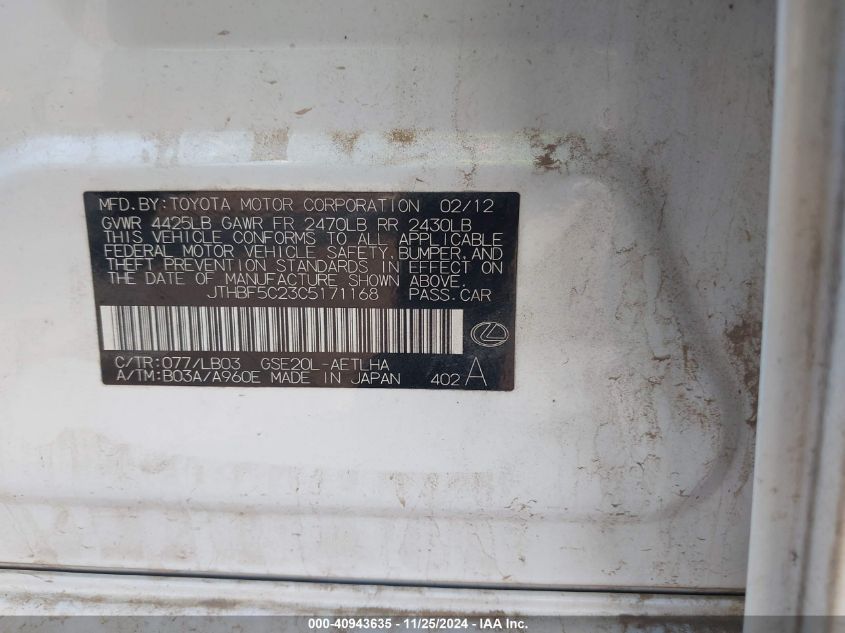 MFD.BY:TOYOTA MOTOR CORPORATION 02/12
GVWR 4425LB GAWR FR 2470LB RR 2430LB
THIS VEHICLE CONFORMS TO ALL APPLICABLE
FEDERAL MOTOR VEHICLE SAFETY, BUMPER, AND
THEFT PREVENTION STANDARDS IN EFFECT ON
THE DATE OF MANUFACTURE SHOWN ABOVE.
JTHBF5C23C5171168 PASS.CAR
C/TR:077/LB03 GSE20L-AETLHA
A/TM:B03A/A960E MADE IN JAPAN 402 A
000-40943635 - 11/25/2024 - IAAI.com